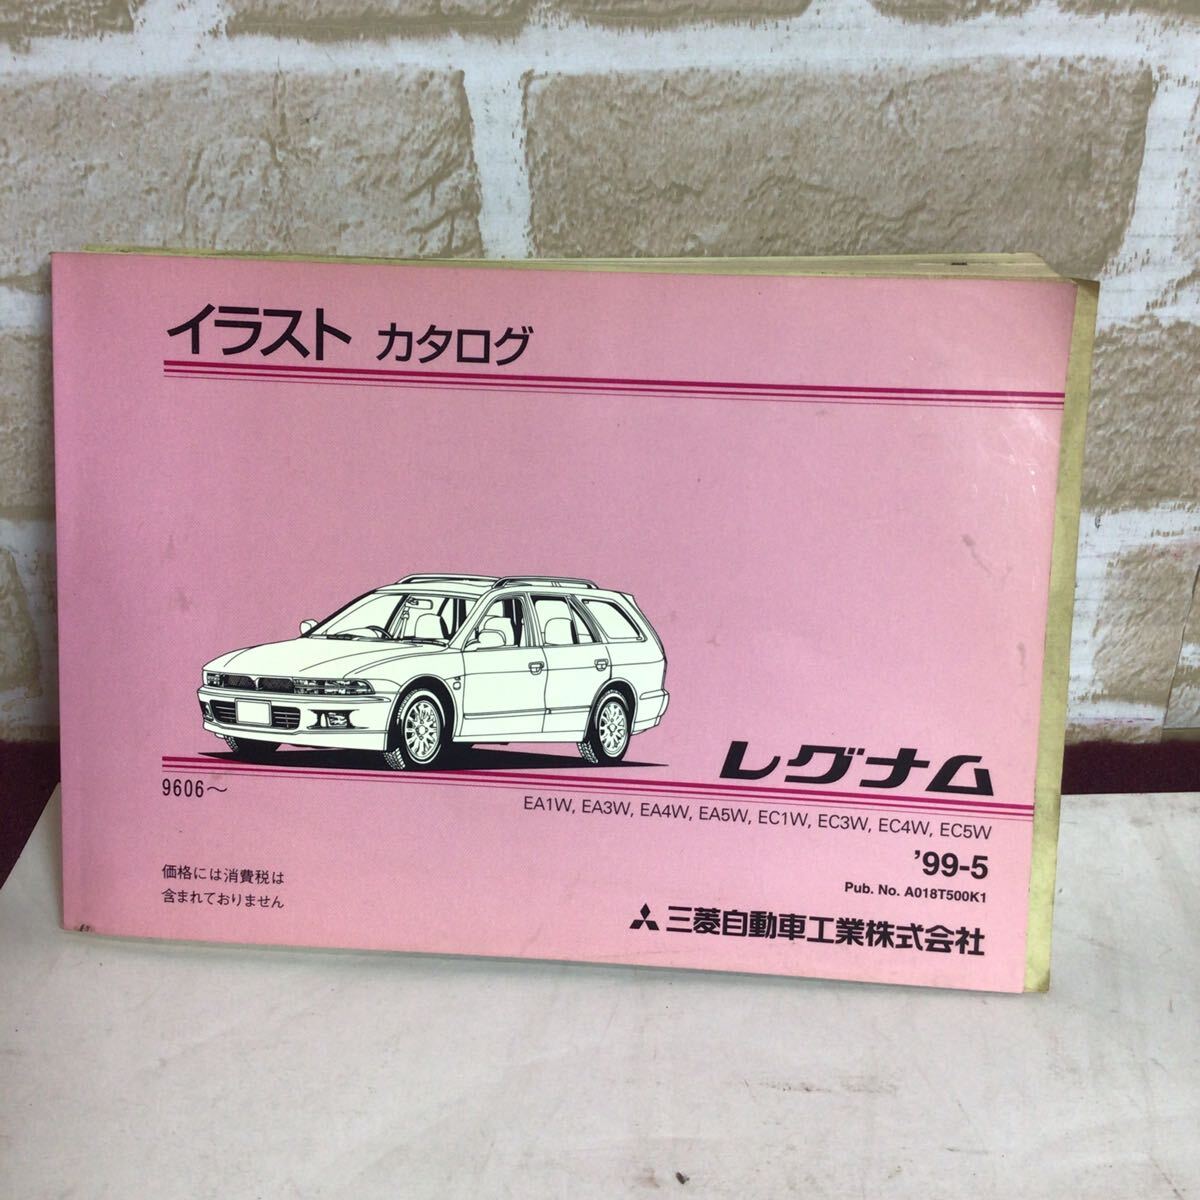 イラスト カタログ
レグナム
9606～
EA1W, EA3W, EA4W, EA5W, EC1W, EC3W, EC4W, EC5W
'99-5
Pub. No. A018T500K1
価格には消費税は
含まれておりません
三菱自動車工業株式会社